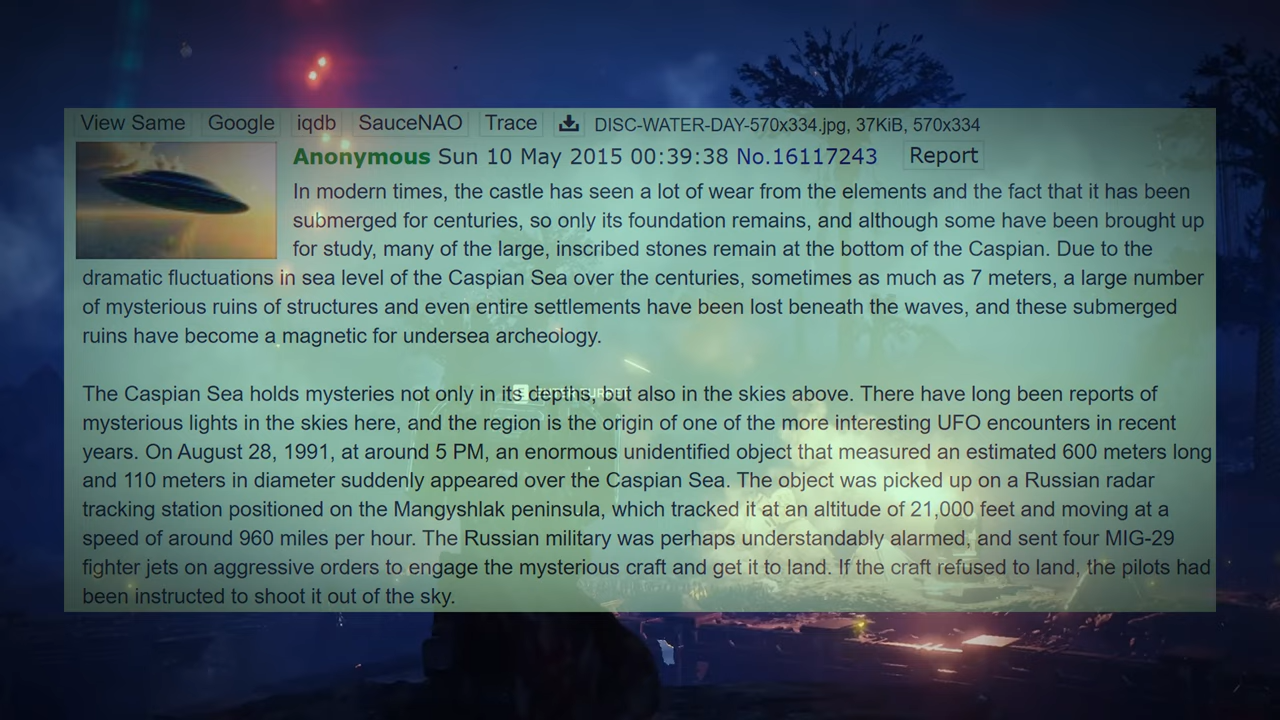 View Same Google iqdb SauceNAO Trace DISC-WATER-DAY-570x334.jpg, 37KiB, 570x334
Anonymous Sun 10 May 2015 00:39:38 No.16117243 Report
In modern times, the castle has seen a lot of wear from the elements and the fact that it has been
submerged for centuries, so only its foundation remains, and although some have been brought up
for study, many of the large, inscribed stones remain at the bottom of the Caspian. Due to the
dramatic fluctuations in sea level of the Caspian Sea over the centuries, sometimes as much as 7 meters, a large number
of mysterious ruins of structures and even entire settlements have been lost beneath the waves, and these submerged
ruins have become a magnetic for undersea archeology.
The Caspian Sea holds mysteries not only in its depths, but also in the skies above. There have long been reports of
mysterious lights in the skies here, and the region is the origin of one of the more interesting UFO encounters in recent
years. On August 28, 1991, at around 5 PM, an enormous unidentified object that measured an estimated 600 meters long
and 110 meters in diameter suddenly appeared over the Caspian Sea. The object was picked up on a Russian radar
tracking station positioned on the Mangyshlak peninsula, which tracked it at an altitude of 21,000 feet and moving at a
speed of around 960 miles per hour. The Russian military was perhaps understandably alarmed, and sent four MIG-29
fighter jets on aggressive orders to engage the mysterious craft and get it to land. If the craft refused to land, the pilots had
been instructed to shoot it out of the sky.